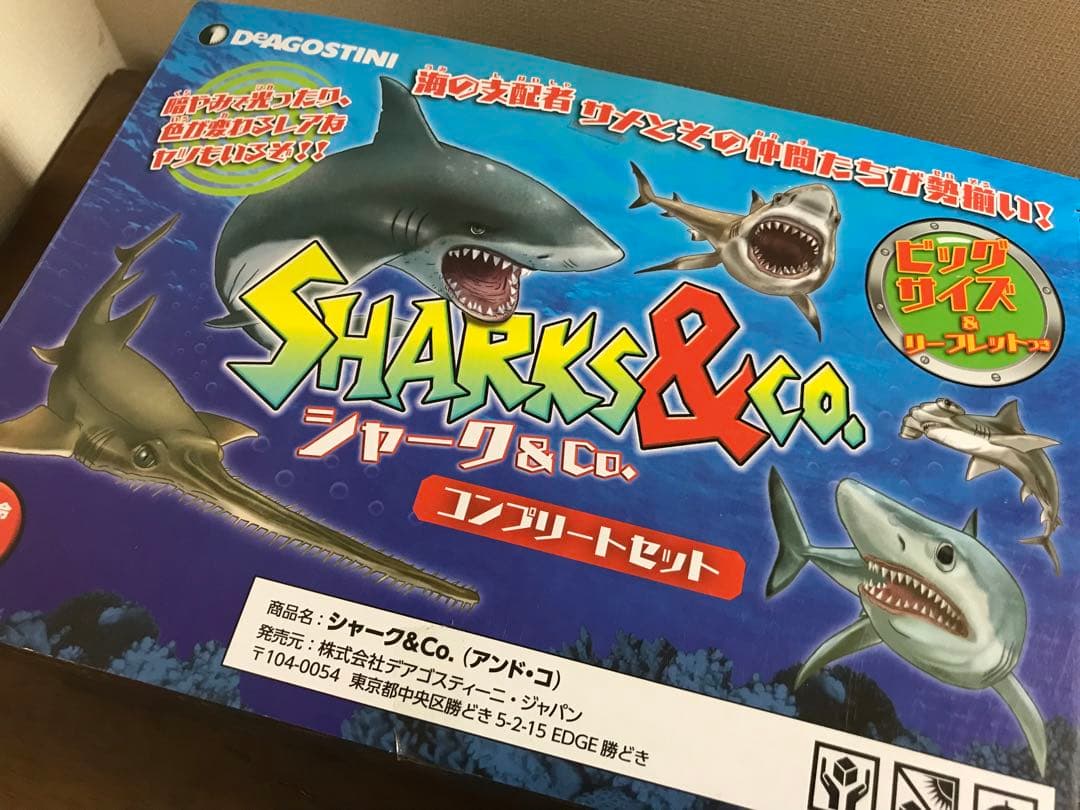 DeAGOSTINI
暗やみで光ったり、
色が変わるレアな
ヤツもいるぞ!!
海の支配者 サメとその仲間たちが勢揃い!
ビッグ
サイズ
&
リーフレットつき
SHARKS&CO.
シャーク&Co.
コンプリートセット
商品名:シャーク&Co.(アンド・コ)
発売元:株式会社デアゴスティーニ・ジャパン
〒104-0054 東京都中央区勝どき5-2-15 EDGE勝どき